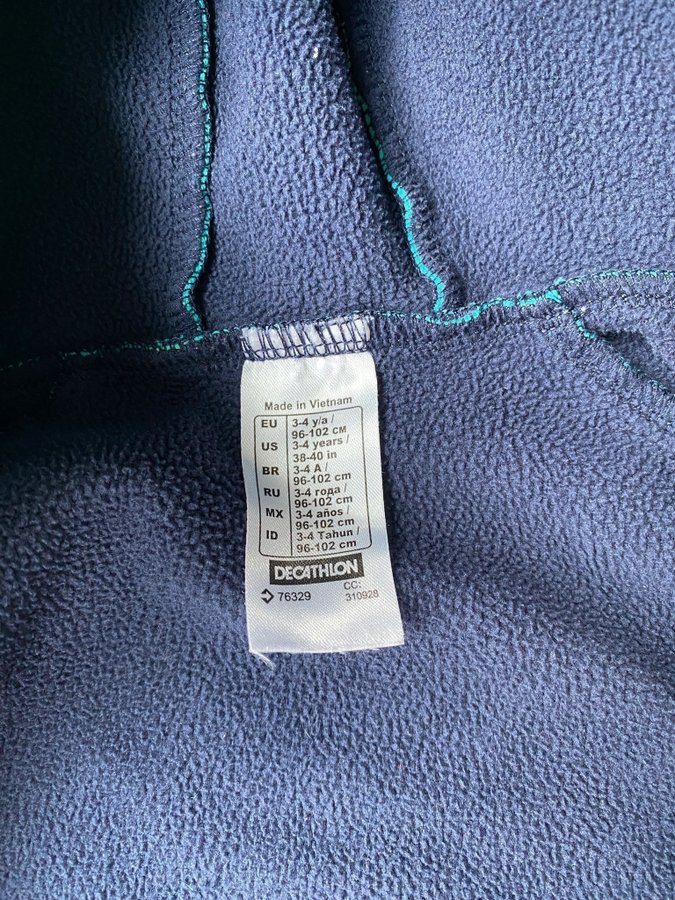 Made in Vietnam
EU 3-4 y/a /
96-102 см
US 3-4 years /
38-40 in
BR 3-4 A /
96-102 cm
RU 3-4 года /
96-102 cm
MX 3-4 años /
96-102 cm
ID 3-4 Tahun /
96-102 cm
DECATHLON
76329 CC:
310928